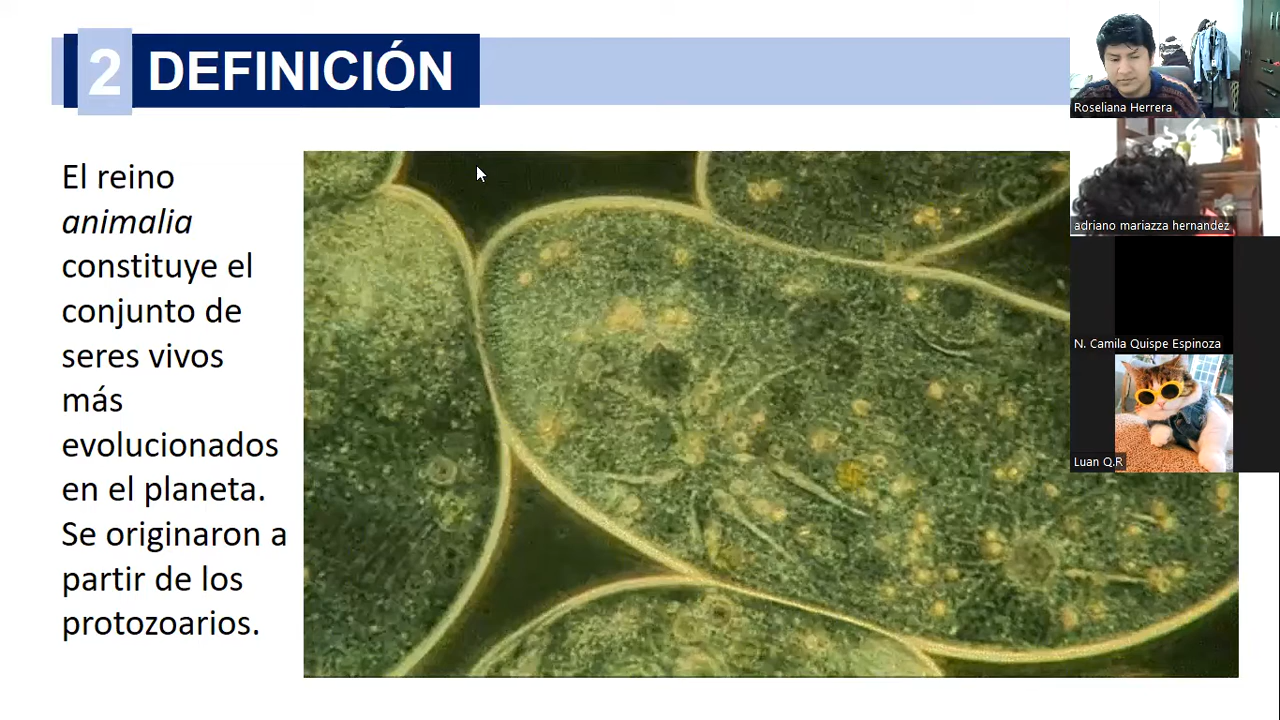 2 DEFINICIÓN
El reino
animalia
constituye el
conjunto de
seres vivos
más
evolucionados
en el planeta.
Se originaron a
partir de los
protozoarios.
Roseliana Herrera
adriano mariazza hernandez
N. Camila Quispe Espinoza
Luan Q.R